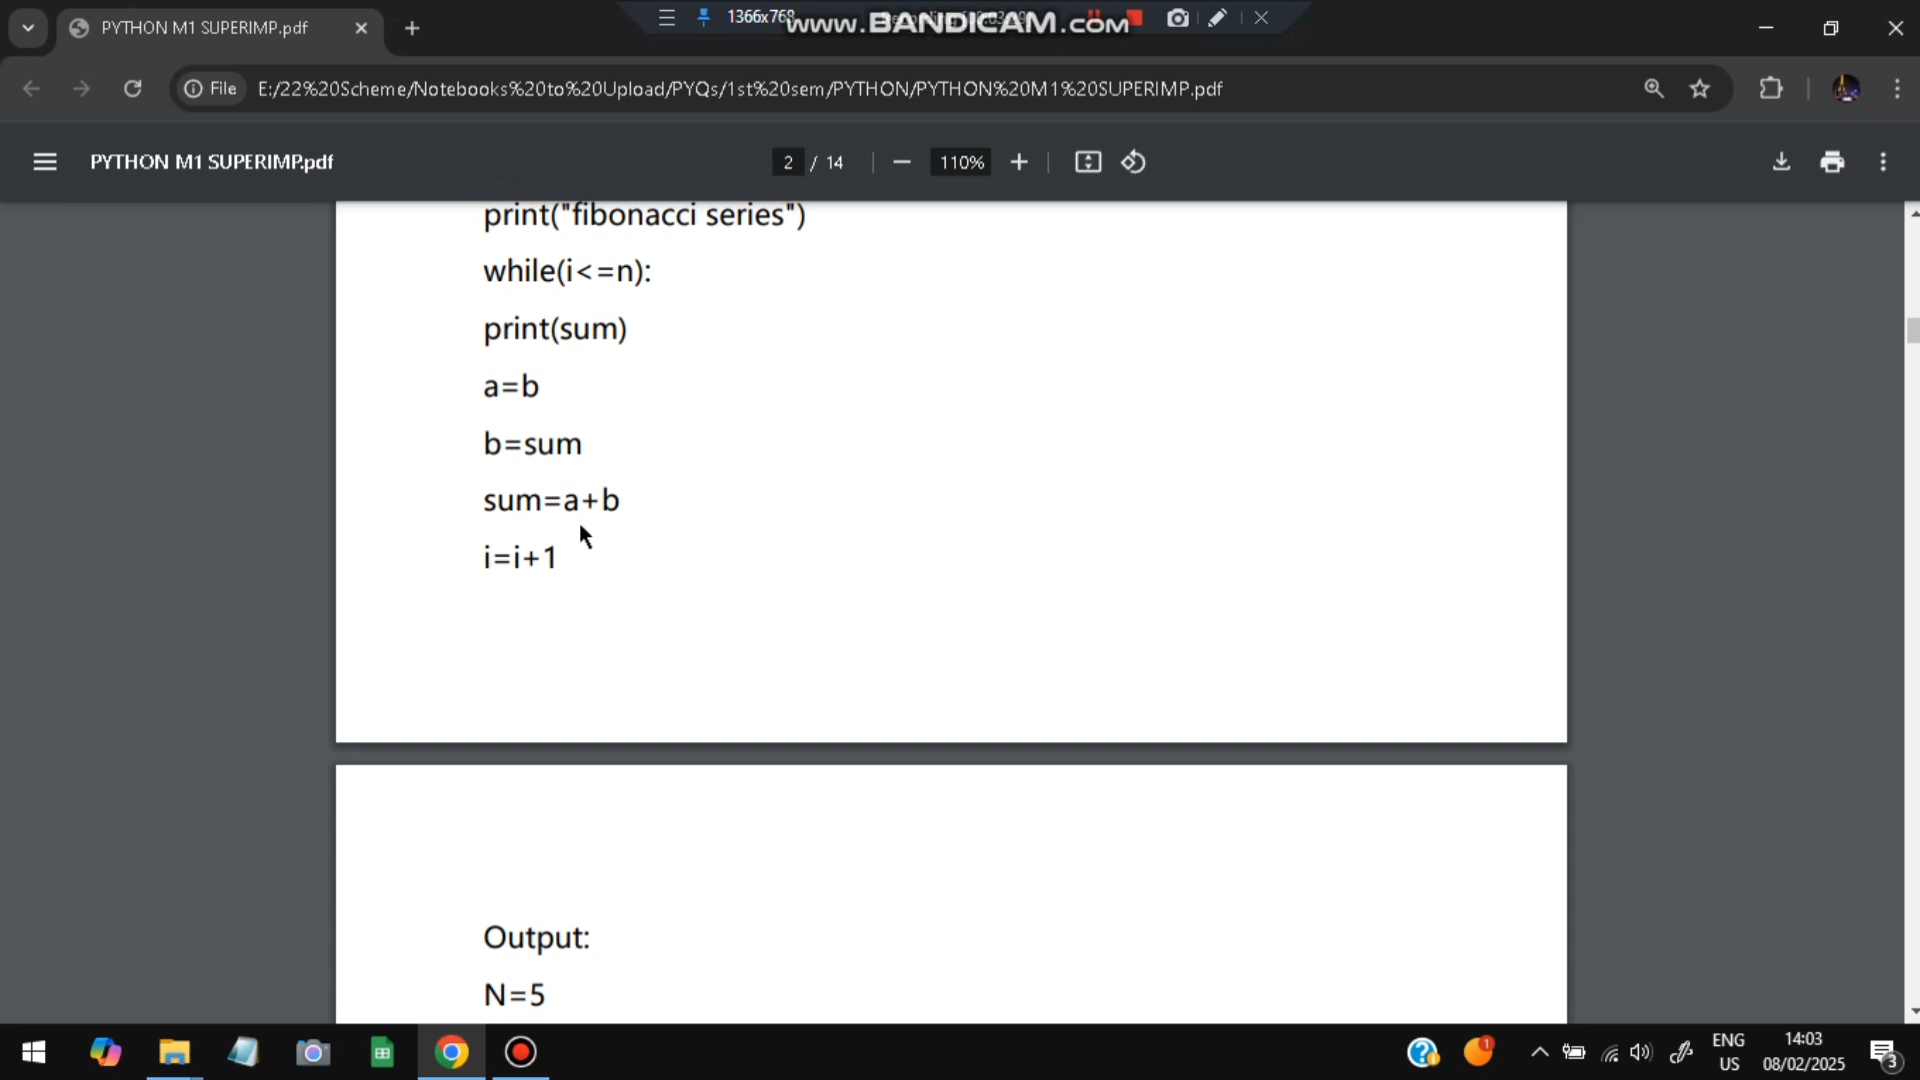 PYTHON M1 SUPERIMP.pdf
1366x768
www.BANDICAM.com
File
E:/22%20Scheme/Notebooks%20to%20Upload/PYQs/1st%20sem/PYTHON/PYTHON%20M1%20SUPERIMP.pdf
PYTHON M1 SUPERIMP.pdf
2 / 14
110%
print("fibonacci series")
while(i<=n):
print(sum)
a=b
b=sum
sum=a+b
i=i+1
Output:
N=5
1
ENG
US
14:03
08/02/2025
3